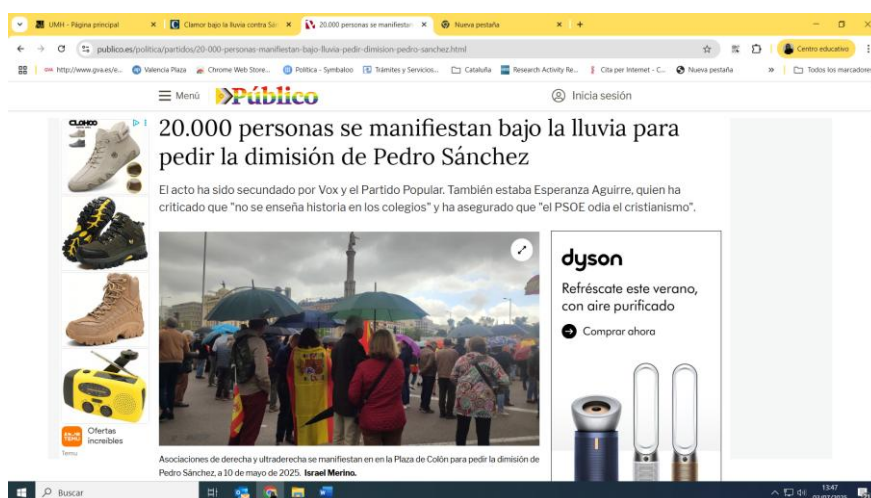 UMH - Página principal
Clamor bajo la lluvia contra Sán
20.000 personas se manifiestan
Nueva pestaña
publico.es/politica/partidos/20-000-personas-manifiestan-bajo-lluvia-pedir-dimision-pedro-sanchez.html
Centro educativo
http://www.gva.es/e...
Valencia Plaza
Chrome Web Store...
Política - Symbaloo
Trámites y Servicios...
Cataluña
Research Activity Re...
Cita per Internet - C...
Nueva pestaña
»
Todos los marcadores
Menú
Público
Inicia sesión
CLOHOO
20.000 personas se manifiestan bajo la lluvia para
pedir la dimisión de Pedro Sánchez
El acto ha sido secundado por Vox y el Partido Popular. También estaba Esperanza Aguirre, quien ha
criticado que "no se enseña historia en los colegios" y ha asegurado que "el PSOE odia el cristianismo".
dyson
Refréscate este verano,
con aire purificado
Comprar ahora
Ofertas
increíbles
Temu
Asociaciones de derecha y ultraderecha se manifiestan en en la Plaza de Colón para pedir la dimisión de
Pedro Sánchez, a 10 de mayo de 2025. Israel Merino.
Buscar
13:47